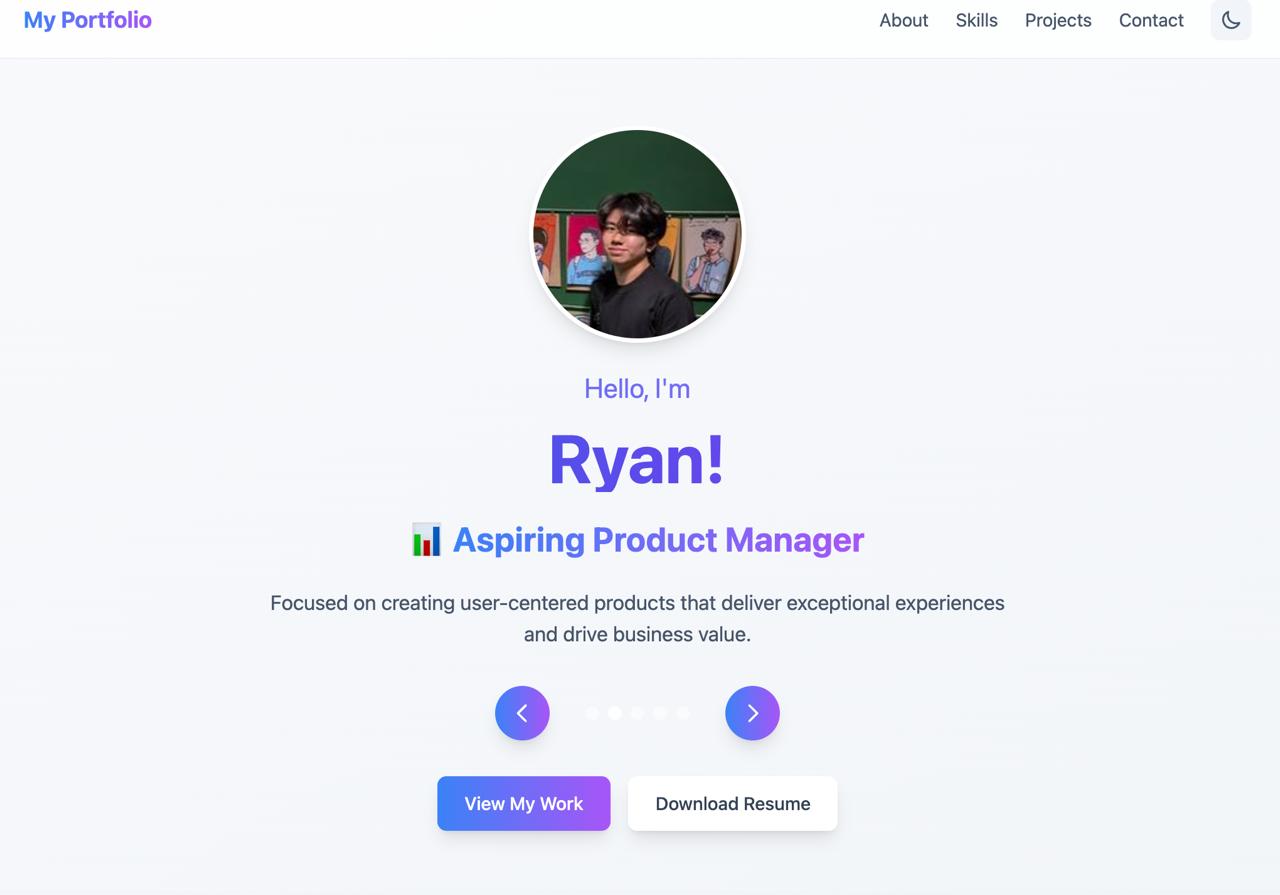 My Portfolio
About Skills Projects Contact
Hello, I'm
Ryan!
Aspiring Product Manager
Focused on creating user-centered products that deliver exceptional experiences
and drive business value.
View My Work
Download Resume